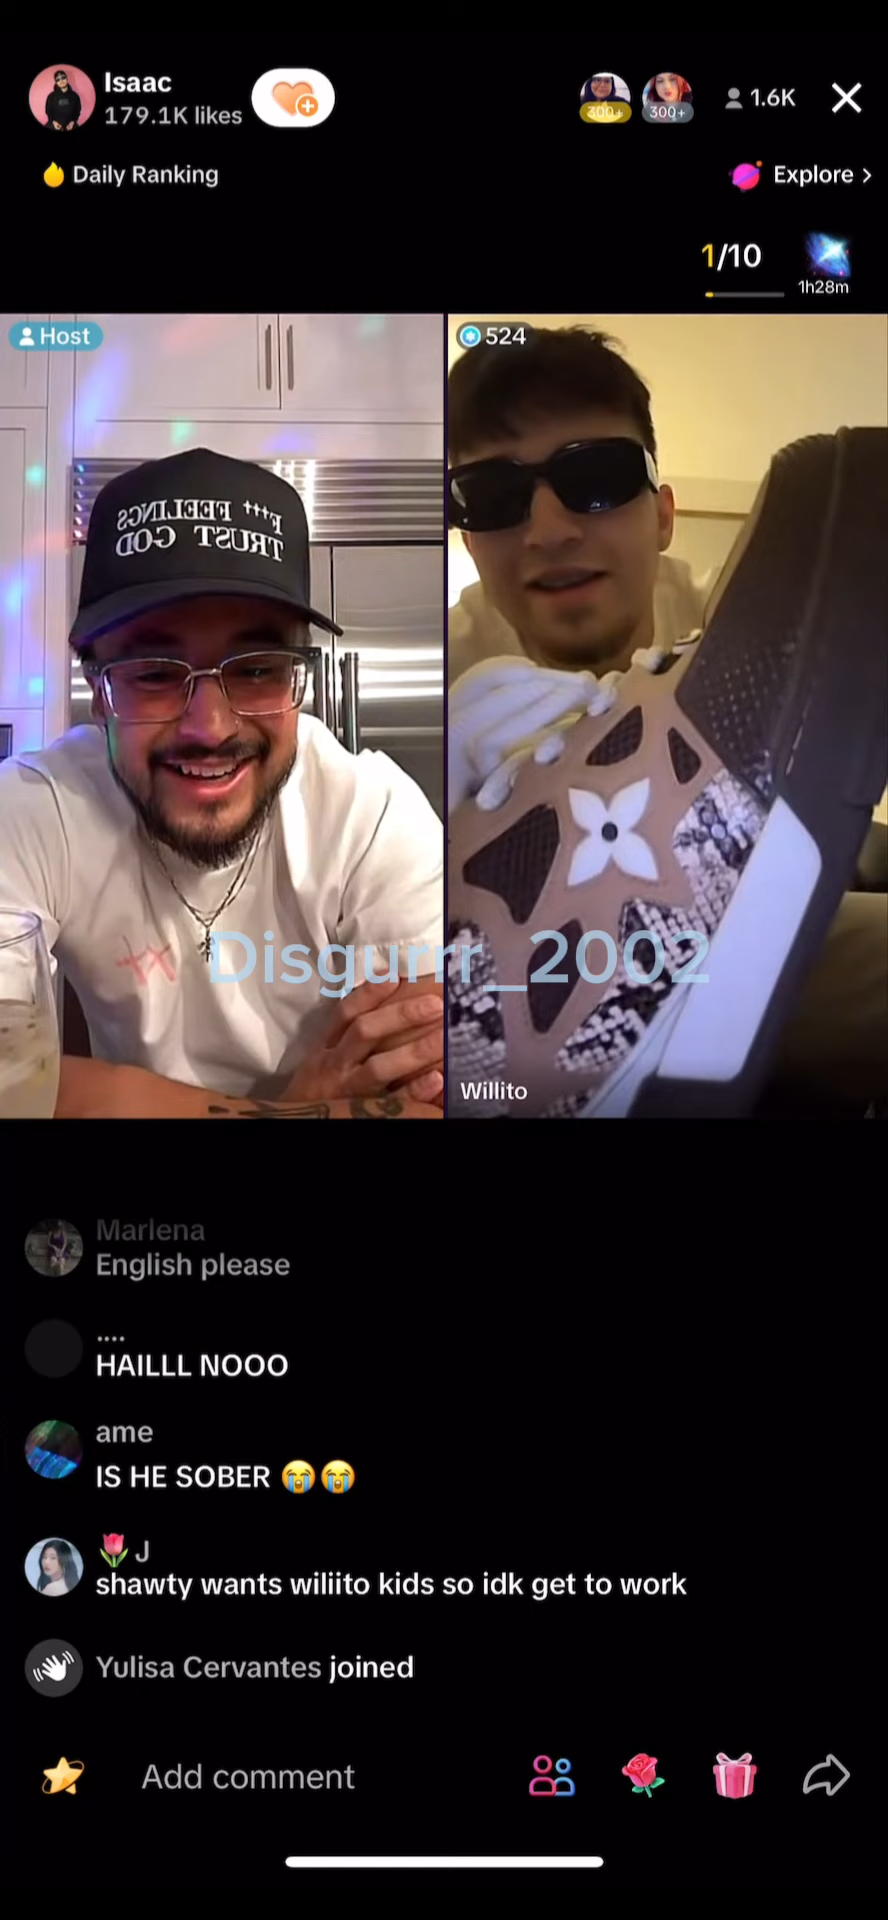 Isaac
179.1K likes
300+
300+
1.6K
Daily Ranking
Explore >
1/10
1h28m
Host
524
F*** FEELINGS
TRUST GOD
Disgurrr_2002
Willito
Marlena
English please
....
HAILLL NOOO
ame
IS HE SOBER 😭😭
🌷J
shawty wants wiliito kids so idk get to work
Yulisa Cervantes joined
Add comment